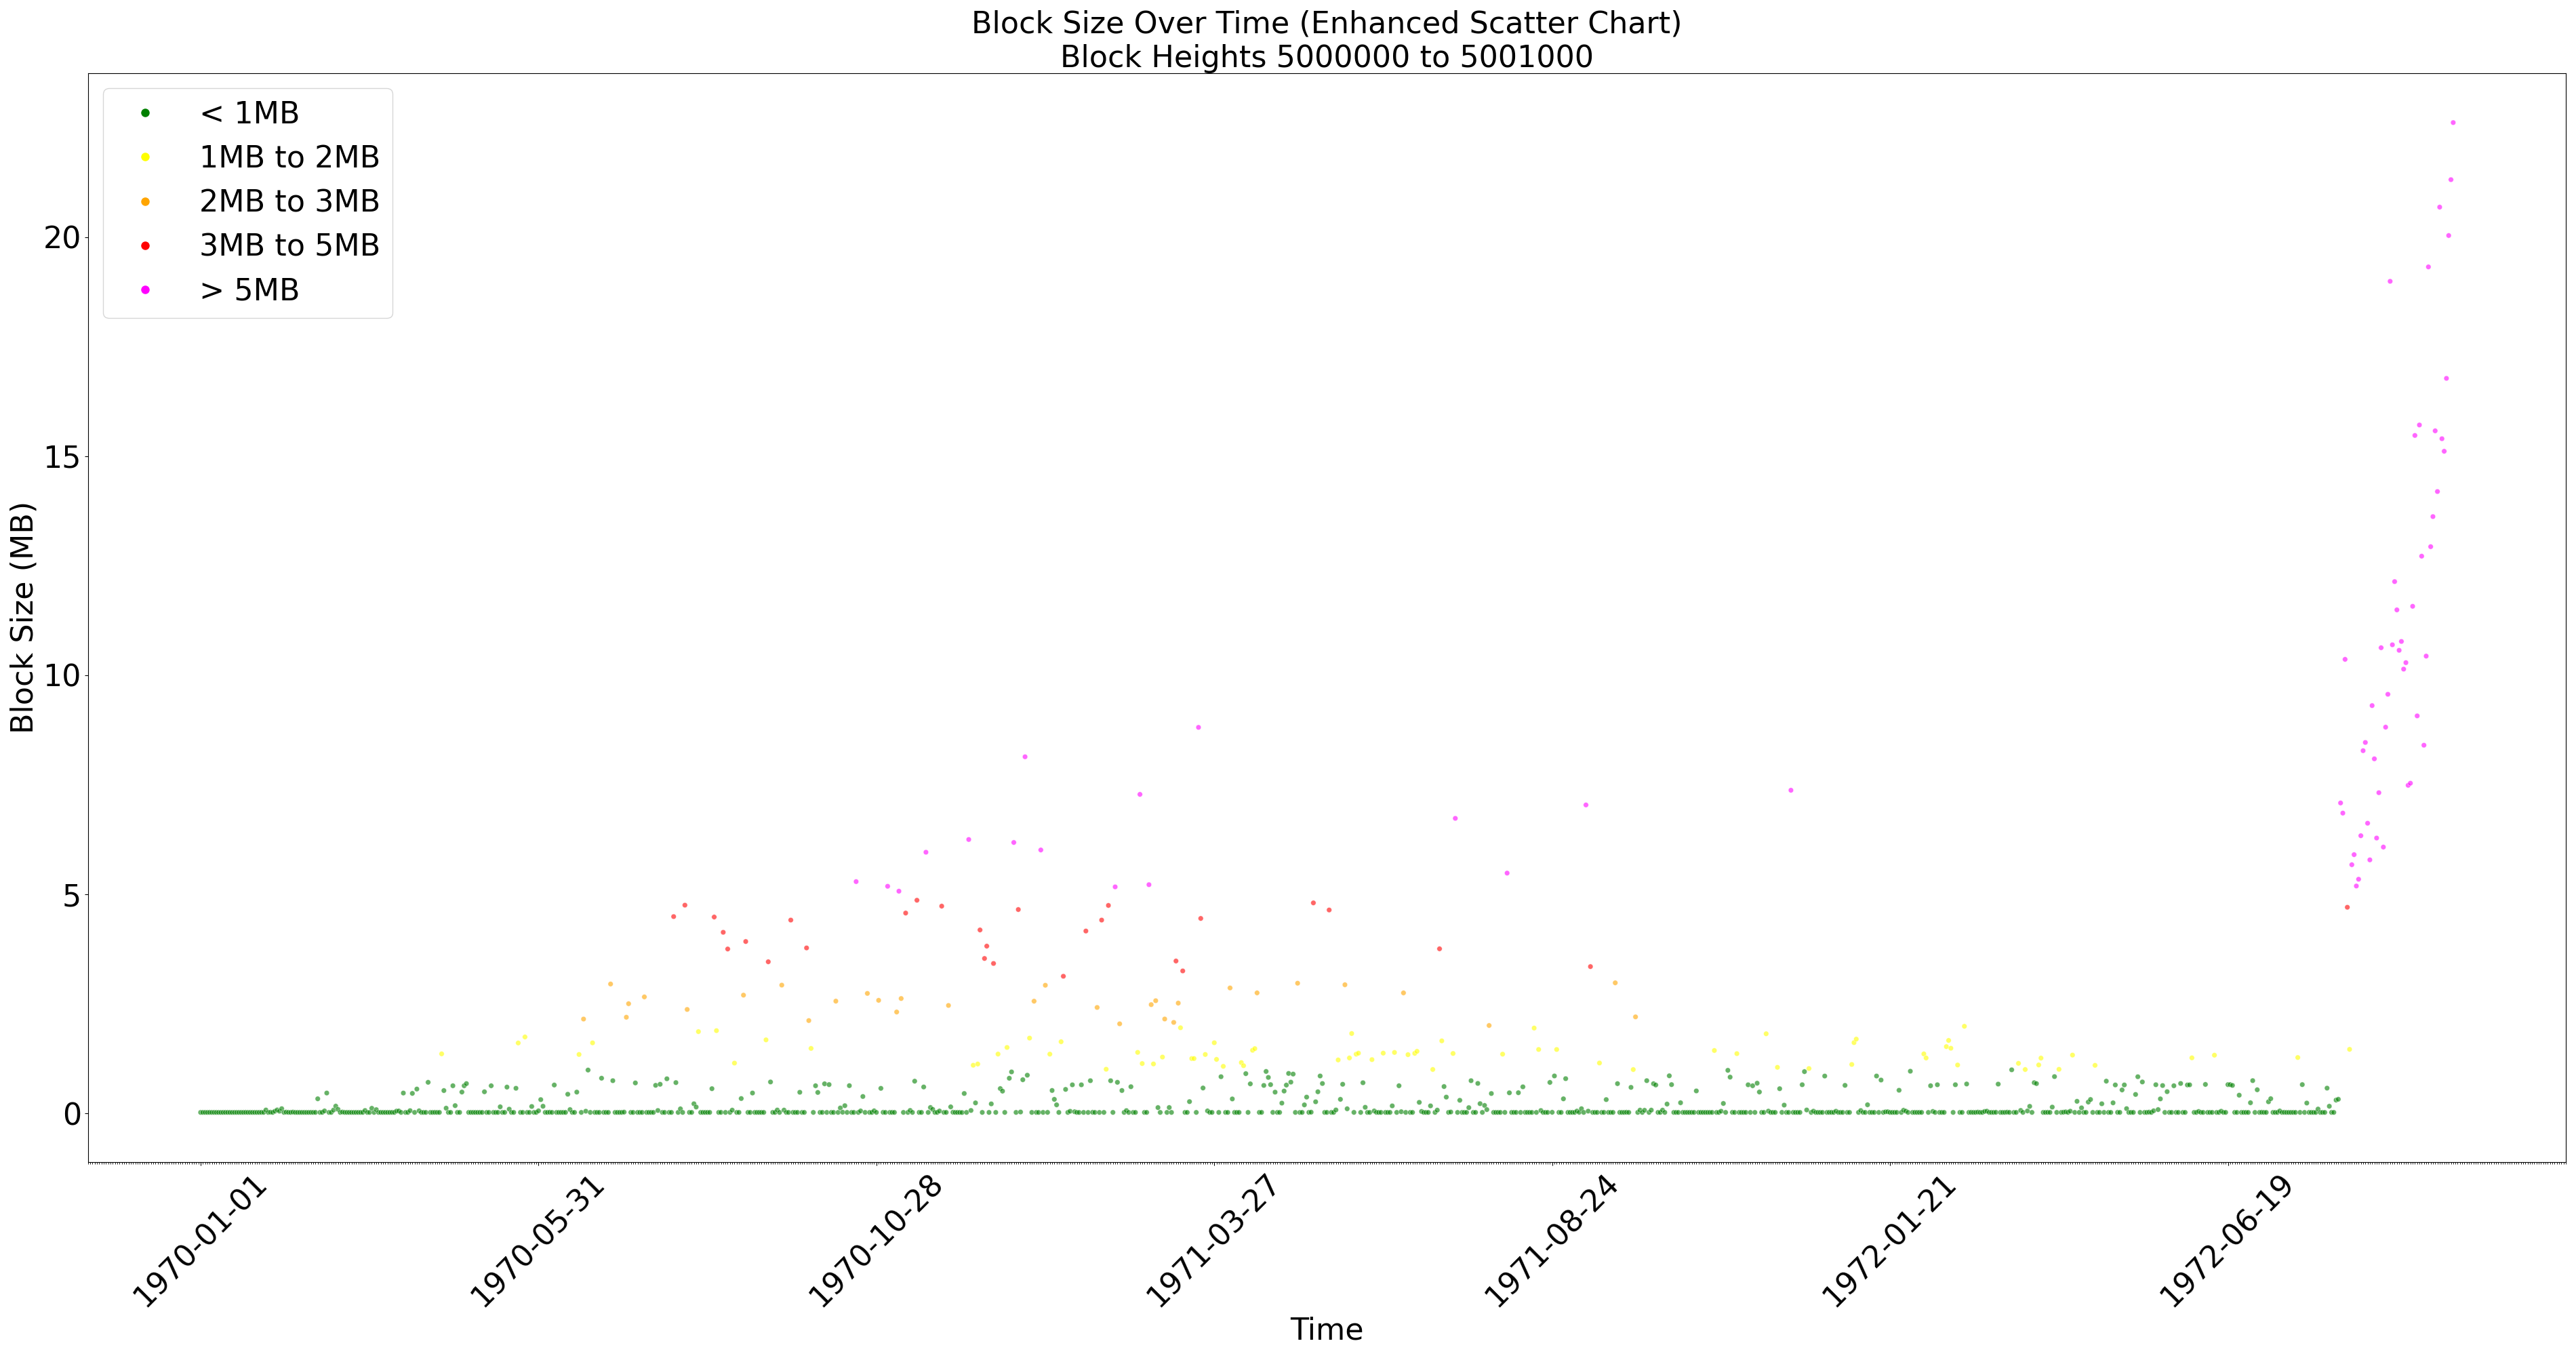 Block Size Over Time (Enhanced Scatter Chart)
Block Heights 5000000 to 5001000
< 1MB
1MB to 2MB
2MB to 3MB
3MB to 5MB
> 5MB
Block Size (MB)
20
15
10
5
0
1970-01-01
1970-05-31
1970-10-28
1971-03-27
1971-08-24
1972-01-21
1972-06-19
Time